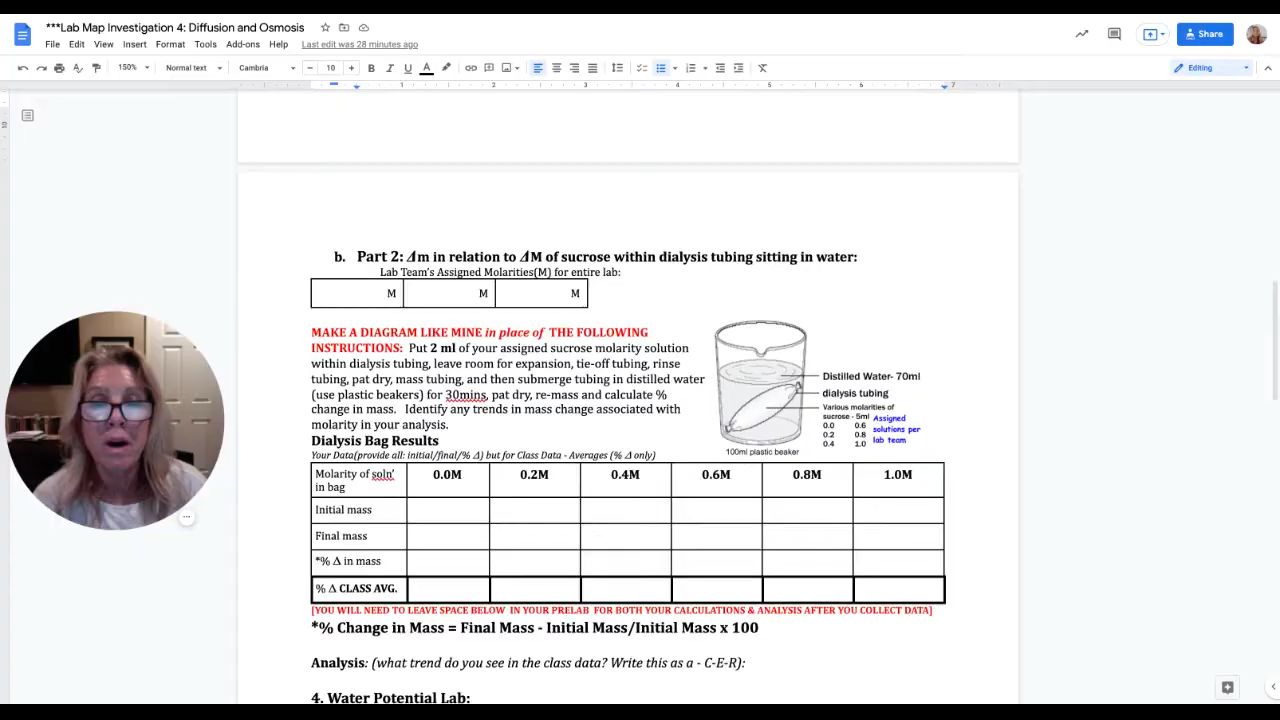 ***Lab Map Investigation 4: Diffusion and Osmosis
File Edit View Insert Format Tools Add-ons Help Last edit was 28 minutes ago
Share
150% Normal text Cambria − 10 + B I U A Editing
1 2 3 4 5 6 7
b. Part 2: Δm in relation to ΔM of sucrose within dialysis tubing sitting in water:
Lab Team's Assigned Molarities(M) for entire lab:
M M M
MAKE A DIAGRAM LIKE MINE in place of THE FOLLOWING
INSTRUCTIONS: Put 2 ml of your assigned sucrose molarity solution
within dialysis tubing, leave room for expansion, tie-off tubing, rinse
tubing, pat dry, mass tubing, and then submerge tubing in distilled water
(use plastic beakers) for 30mins, pat dry, re-mass and calculate %
change in mass. Identify any trends in mass change associated with
molarity in your analysis.
Distilled Water- 70ml
dialysis tubing
Various molarities of
sucrose - 5ml
0.0 0.6
0.2 0.8
0.4 1.0
Assigned
solutions per
lab team
100ml plastic beaker
Dialysis Bag Results
Your Data(provide all: initial/final/% Δ) but for Class Data - Averages (% Δ only)
Molarity of soln' in bag 0.0M 0.2M 0.4M 0.6M 0.8M 1.0M
Initial mass
Final mass
*% Δ in mass
% Δ CLASS AVG.
[YOU WILL NEED TO LEAVE SPACE BELOW IN YOUR PRELAB FOR BOTH YOUR CALCULATIONS & ANALYSIS AFTER YOU COLLECT DATA]
*% Change in Mass = Final Mass - Initial Mass/Initial Mass x 100
Analysis: (what trend do you see in the class data? Write this as a - C-E-R):
4. Water Potential Lab: